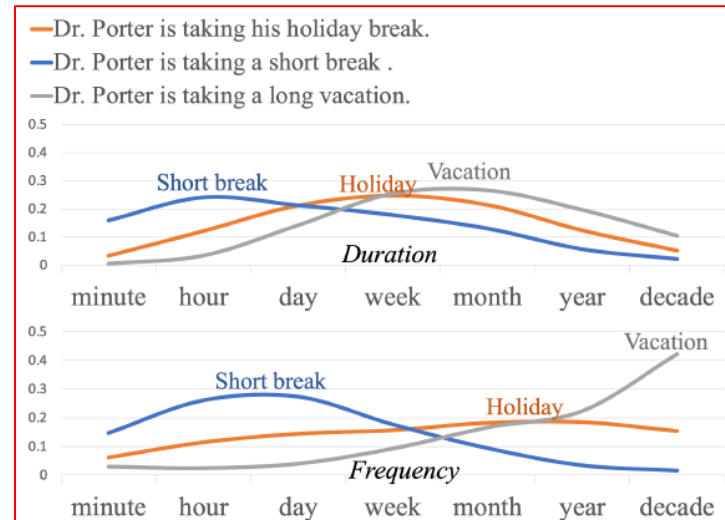 Dr. Porter is taking his holiday break.
Dr. Porter is taking a short break .
Dr. Porter is taking a long vacation.
0.5
0.4
0.3
0.2
0.1
0
Short break
Holiday
Vacation
Duration
minute hour day week month year decade
0.5
0.4
0.3
0.2
0.1
0
Vacation
Short break
Holiday
Frequency
minute hour day week month year decade